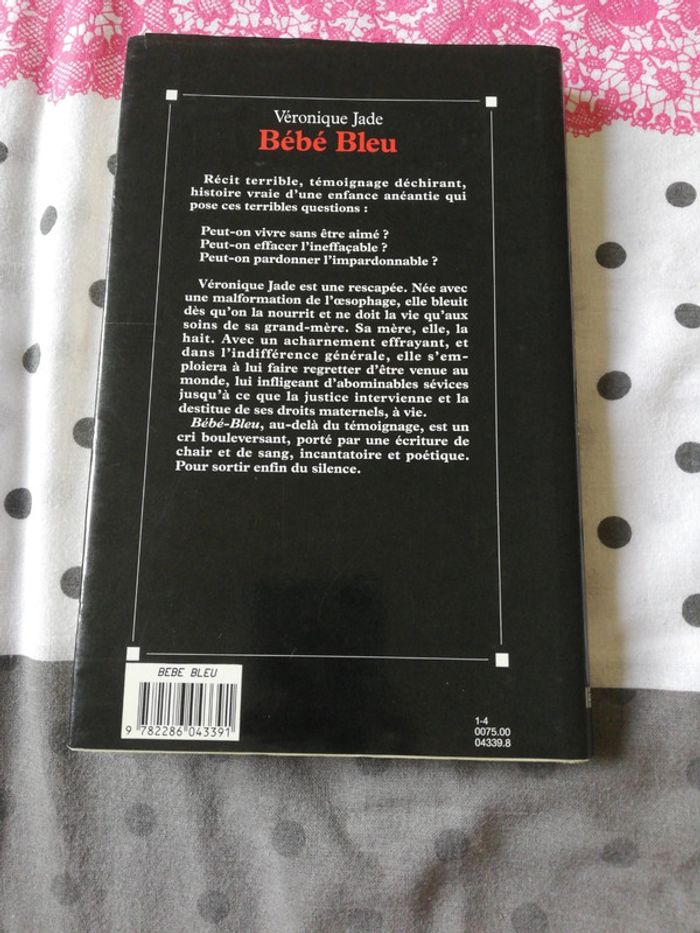 Véronique Jade
Bébé Bleu
Récit terrible, témoignage déchirant,
histoire vraie d'une enfance anéantie qui
pose ces terribles questions :
Peut-on vivre sans être aimé ?
Peut-on effacer l'ineffaçable ?
Peut-on pardonner l'impardonnable ?
Véronique Jade est une rescapée. Née avec
une malformation de l'œsophage, elle bleuit
dès qu'on la nourrit et ne doit la vie qu'aux
soins de sa grand-mère. Sa mère, elle, la
hait. Avec un acharnement effrayant, et
dans l'indifférence générale, elle s'em-
ploiera à lui faire regretter d'être venue au
monde, lui infligeant d'abominables sévices
jusqu'à ce que la justice intervienne et la
destitue de ses droits maternels, à vie.
Bébé-Bleu, au-delà du témoignage, est un
cri bouleversant, porté par une écriture de
chair et de sang, incantatoire et poétique.
Pour sortir enfin du silence.
BEBE BLEU
9 782286 043391
1-4
0075.00
04339.8